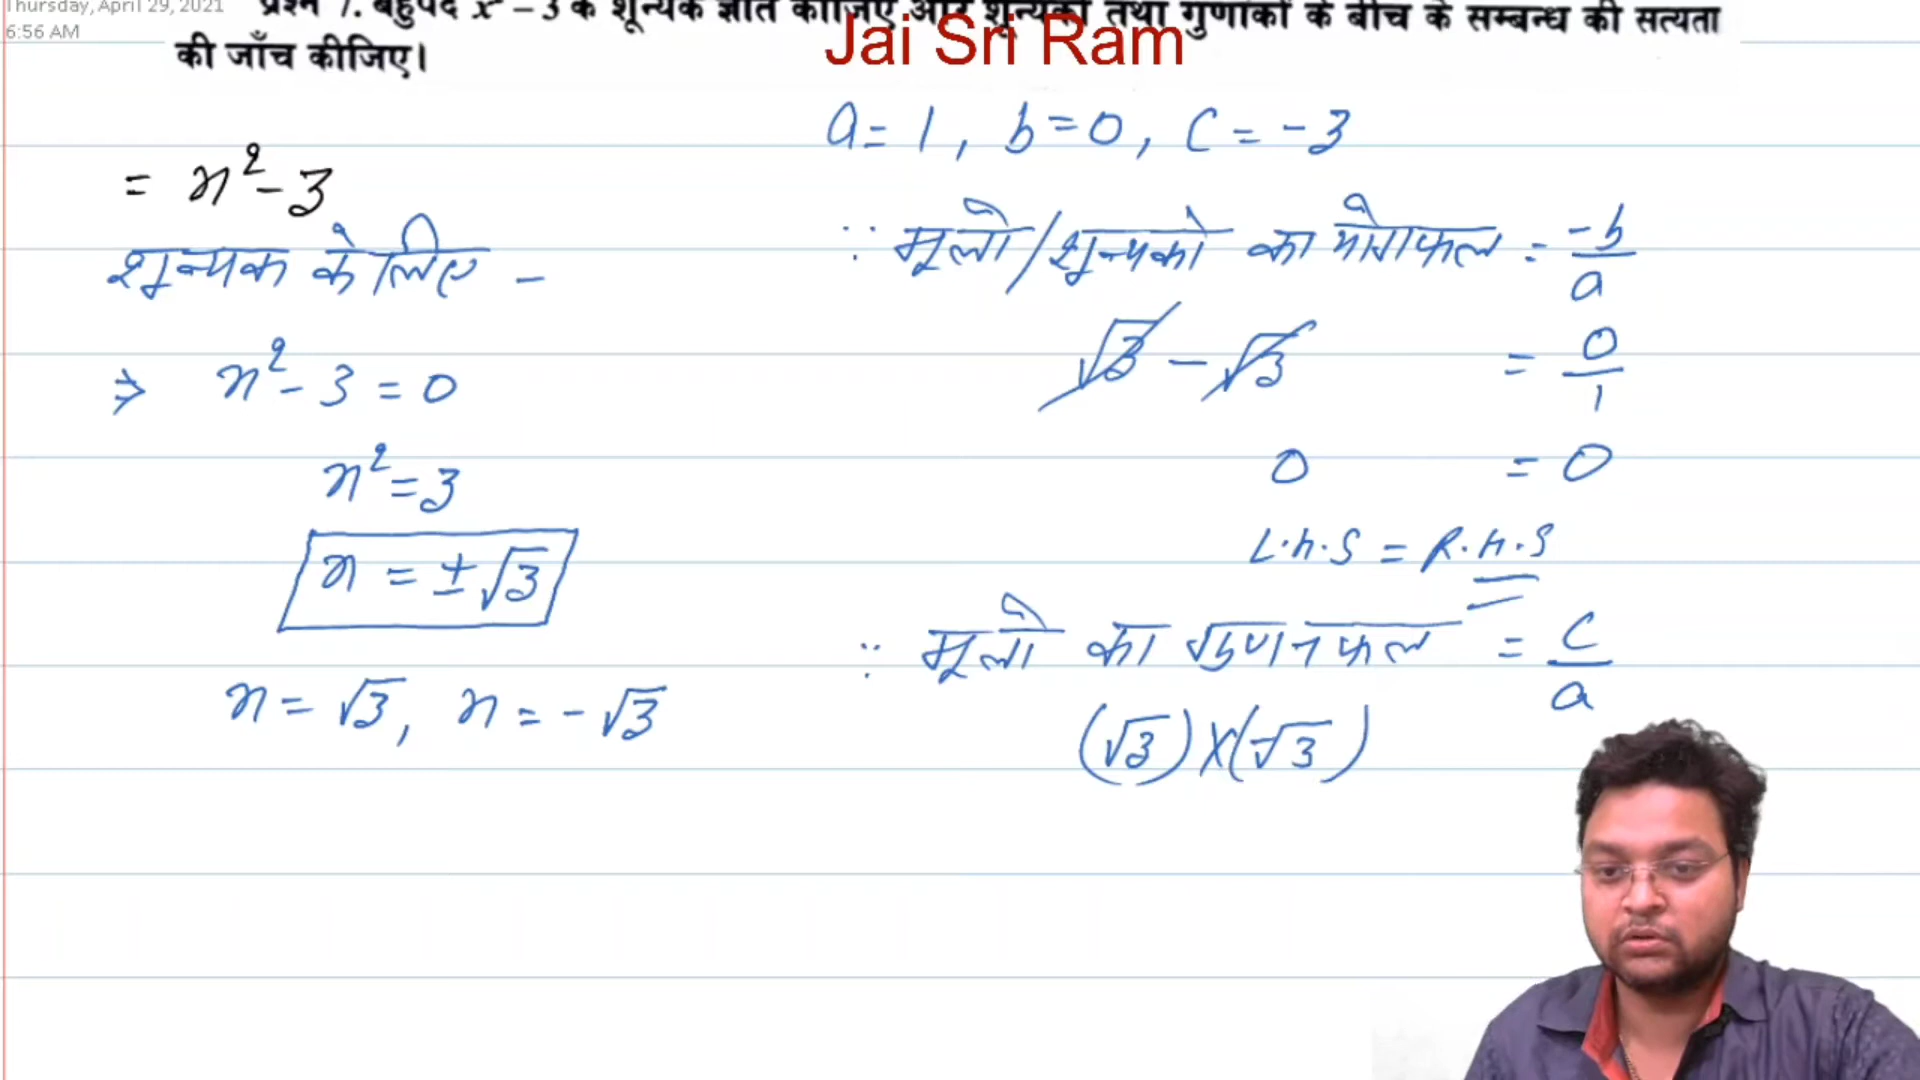 Thursday, April 29, 2021
6:56 AM
प्रश्न 7. बहुपद x² – 3 के शून्यक ज्ञात कीजिए और शून्यकों तथा गुणांकों के बीच के सम्बन्ध की सत्यता
की जाँच कीजिए।
Jai Sri Ram
= x² - 3
शून्यक के लिए -
⇒ x² - 3 = 0
x² = 3
x = ±√3
x = √3, x = -√3
a = 1, b = 0, c = -3
∵ मूलो/शून्यको का योगफल = -b/a
√3 - √3 = 0/1
0 = 0
L.H.S = R.H.S
∵ मूलो का गुणनफल = c/a
(√3)×(-√3)